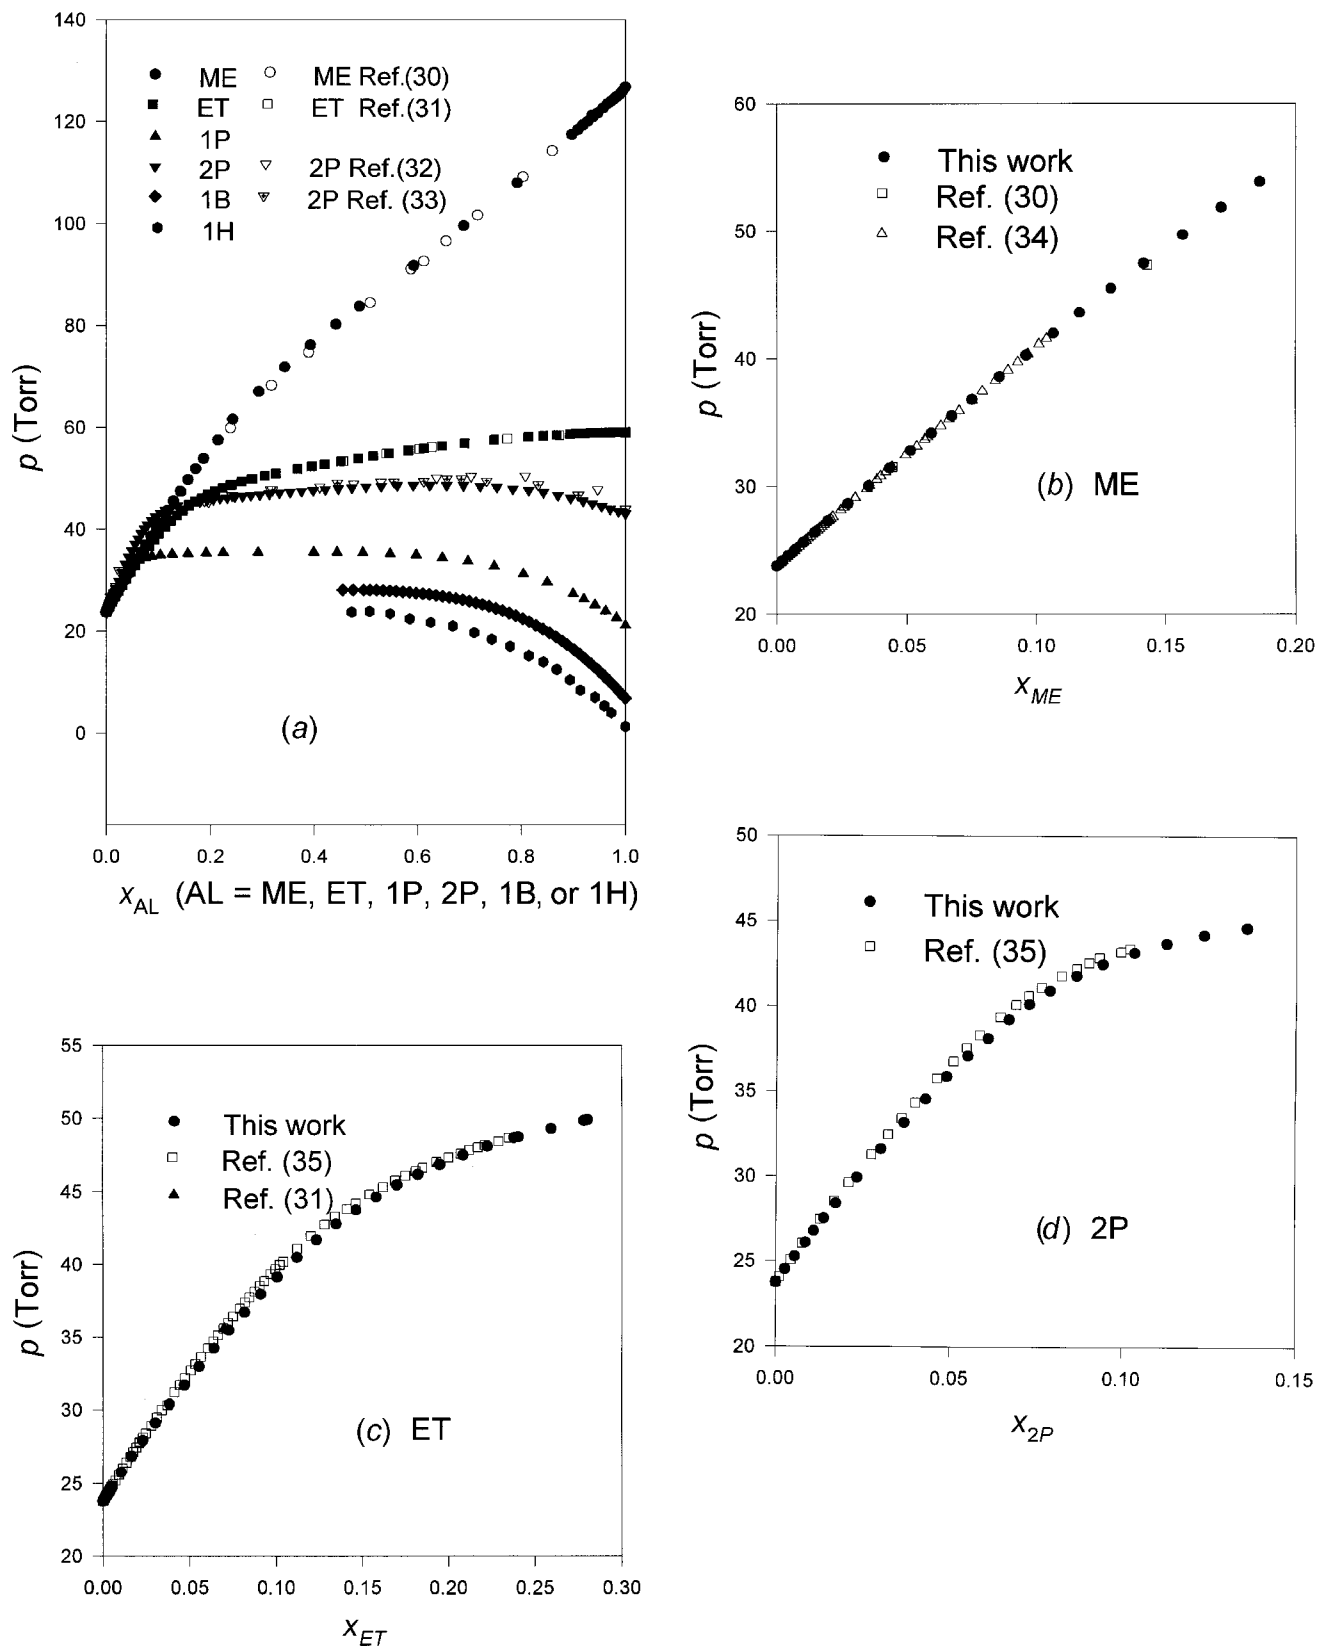 140
120
100
80
60
40
20
0
p (Torr)
ME ME Ref.(30)
ET ET Ref.(31)
1P
2P 2P Ref.(32)
1B 2P Ref. (33)
1H
(a)
0.0 0.2 0.4 0.6 0.8 1.0
xAL (AL = ME, ET, 1P, 2P, 1B, or 1H)
60
50
40
30
20
p (Torr)
This work
Ref. (30)
Ref. (34)
(b) ME
0.00 0.05 0.10 0.15 0.20
xME
55
50
45
40
35
30
25
20
p (Torr)
This work
Ref. (35)
Ref. (31)
(c) ET
0.00 0.05 0.10 0.15 0.20 0.25 0.30
xET
50
45
40
35
30
25
20
p (Torr)
This work
Ref. (35)
(d) 2P
0.00 0.05 0.10 0.15
x2P